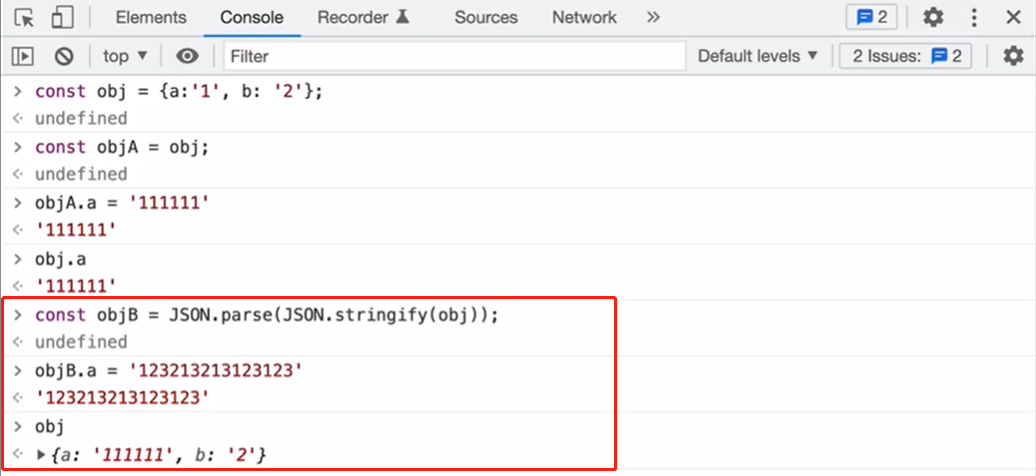 Elements Console Recorder Sources Network » 2
top ▼ Filter Default levels ▼ 2 Issues: 2
> const obj = {a:'1', b: '2'};
undefined
> const objA = obj;
undefined
> objA.a = '111111'
'111111'
> obj.a
'111111'
> const objB = JSON.parse(JSON.stringify(obj));
undefined
> objB.a = '123213213123123'
'123213213123123'
> obj
▶{a: '111111', b: '2'}